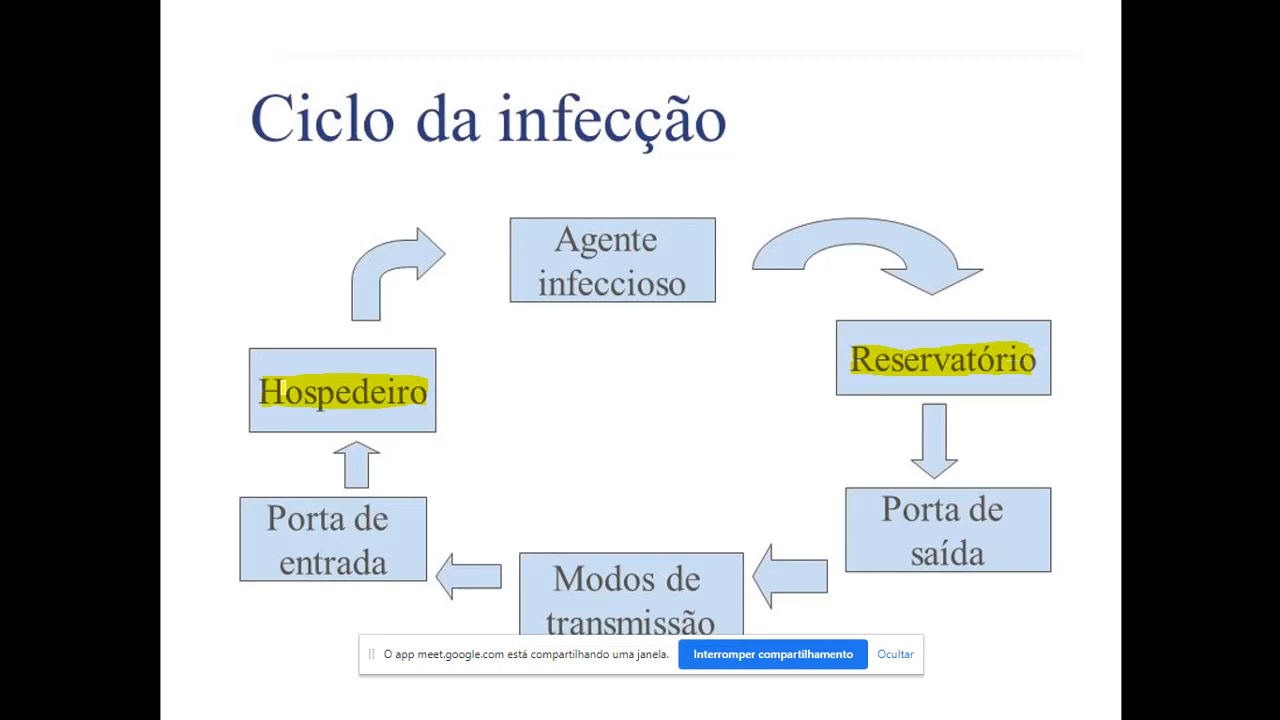 Ciclo da infecção
Agente
infeccioso
Reservatório
Hospedeiro
Porta de
saída
Porta de
entrada
Modos de
transmissão
O app meet.google.com está compartilhando uma janela.
Interromper compartilhamento
Ocultar